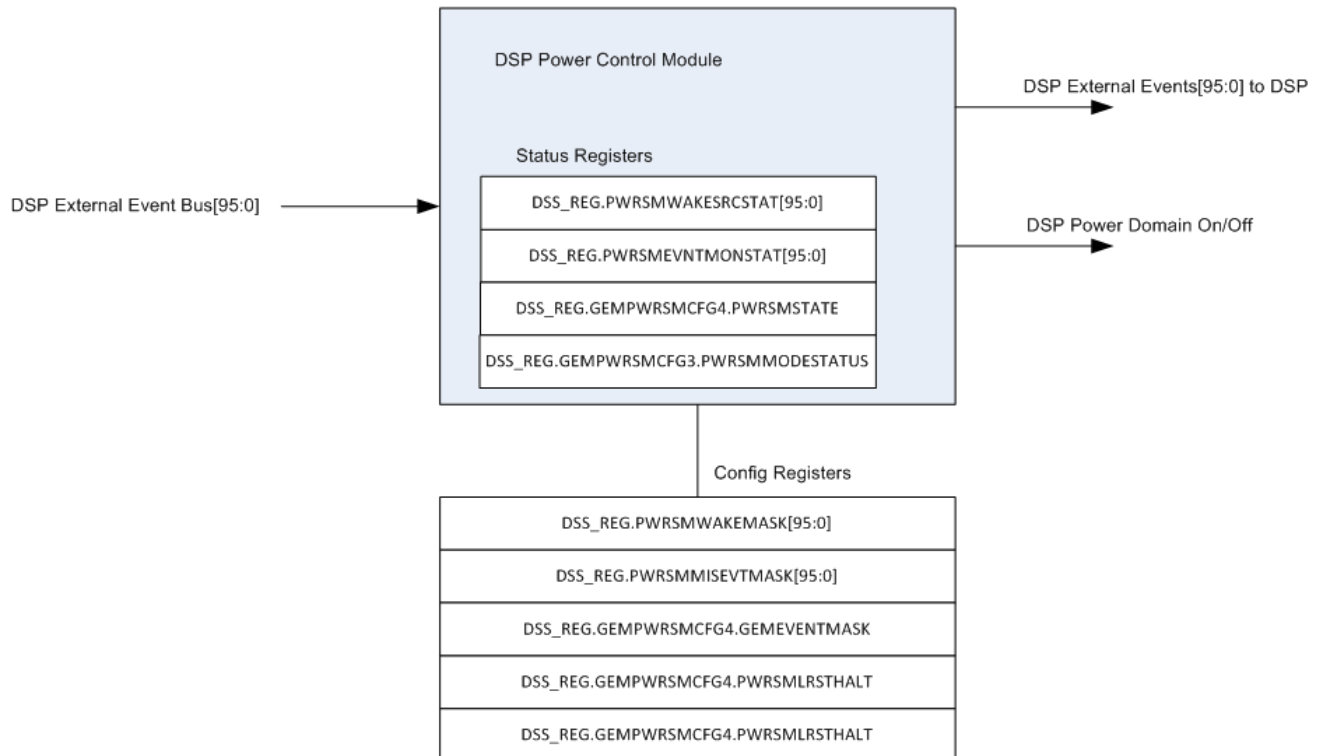 DSP Power Control Module
DSP External Events[95:0] to DSP
Status Registers
DSP External Event Bus[95:0]
DSS_REG.PWRSMWAKESRCSTAT[95:0]
DSP Power Domain On/Off
DSS_REG.PWRSMEVNTMONSTAT[95:0]
DSS_REG.GEMPWRSMCFG4.PWRSMSTATE
DSS_REG.GEMPWRSMCFG3.PWRSMMODESTATUS
Config Registers
DSS_REG.PWRSMWAKEMASK[95:0]
DSS_REG.PWRSMMISEVTMASK[95:0]
DSS_REG.GEMPWRSMCFG4.GEMEVENTMASK
DSS_REG.GEMPWRSMCFG4.PWRSMLRSTHALT
DSS_REG.GEMPWRSMCFG4.PWRSMLRSTHALT